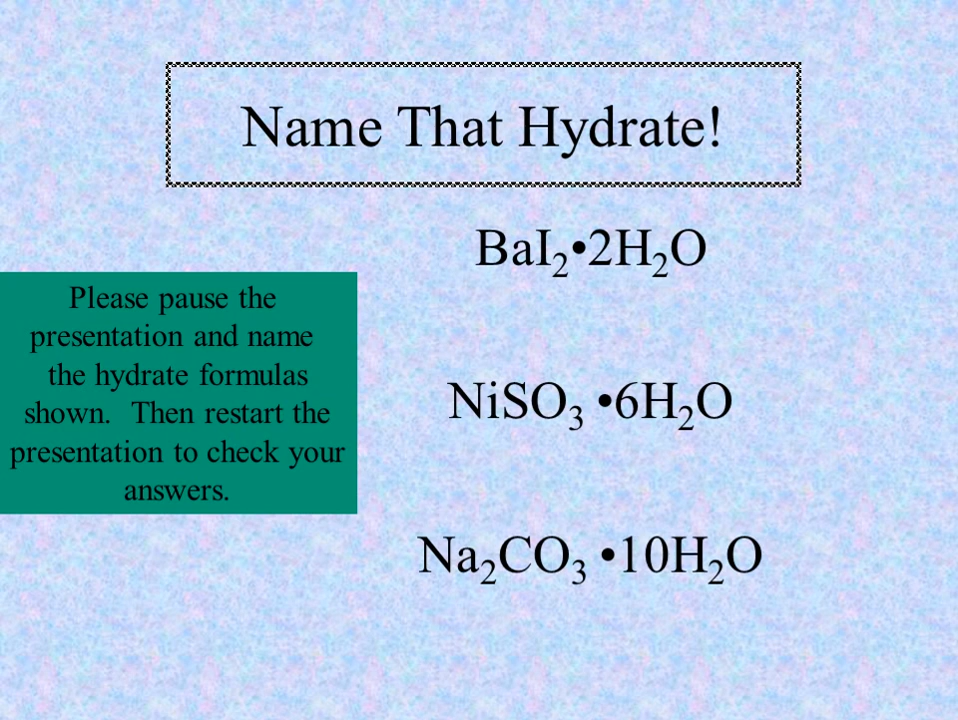 Name That Hydrate!
BaI₂•2H₂O
Please pause the
presentation and name
the hydrate formulas
shown. Then restart the
presentation to check your
answers.
NiSO₃ •6H₂O
Na₂CO₃ •10H₂O